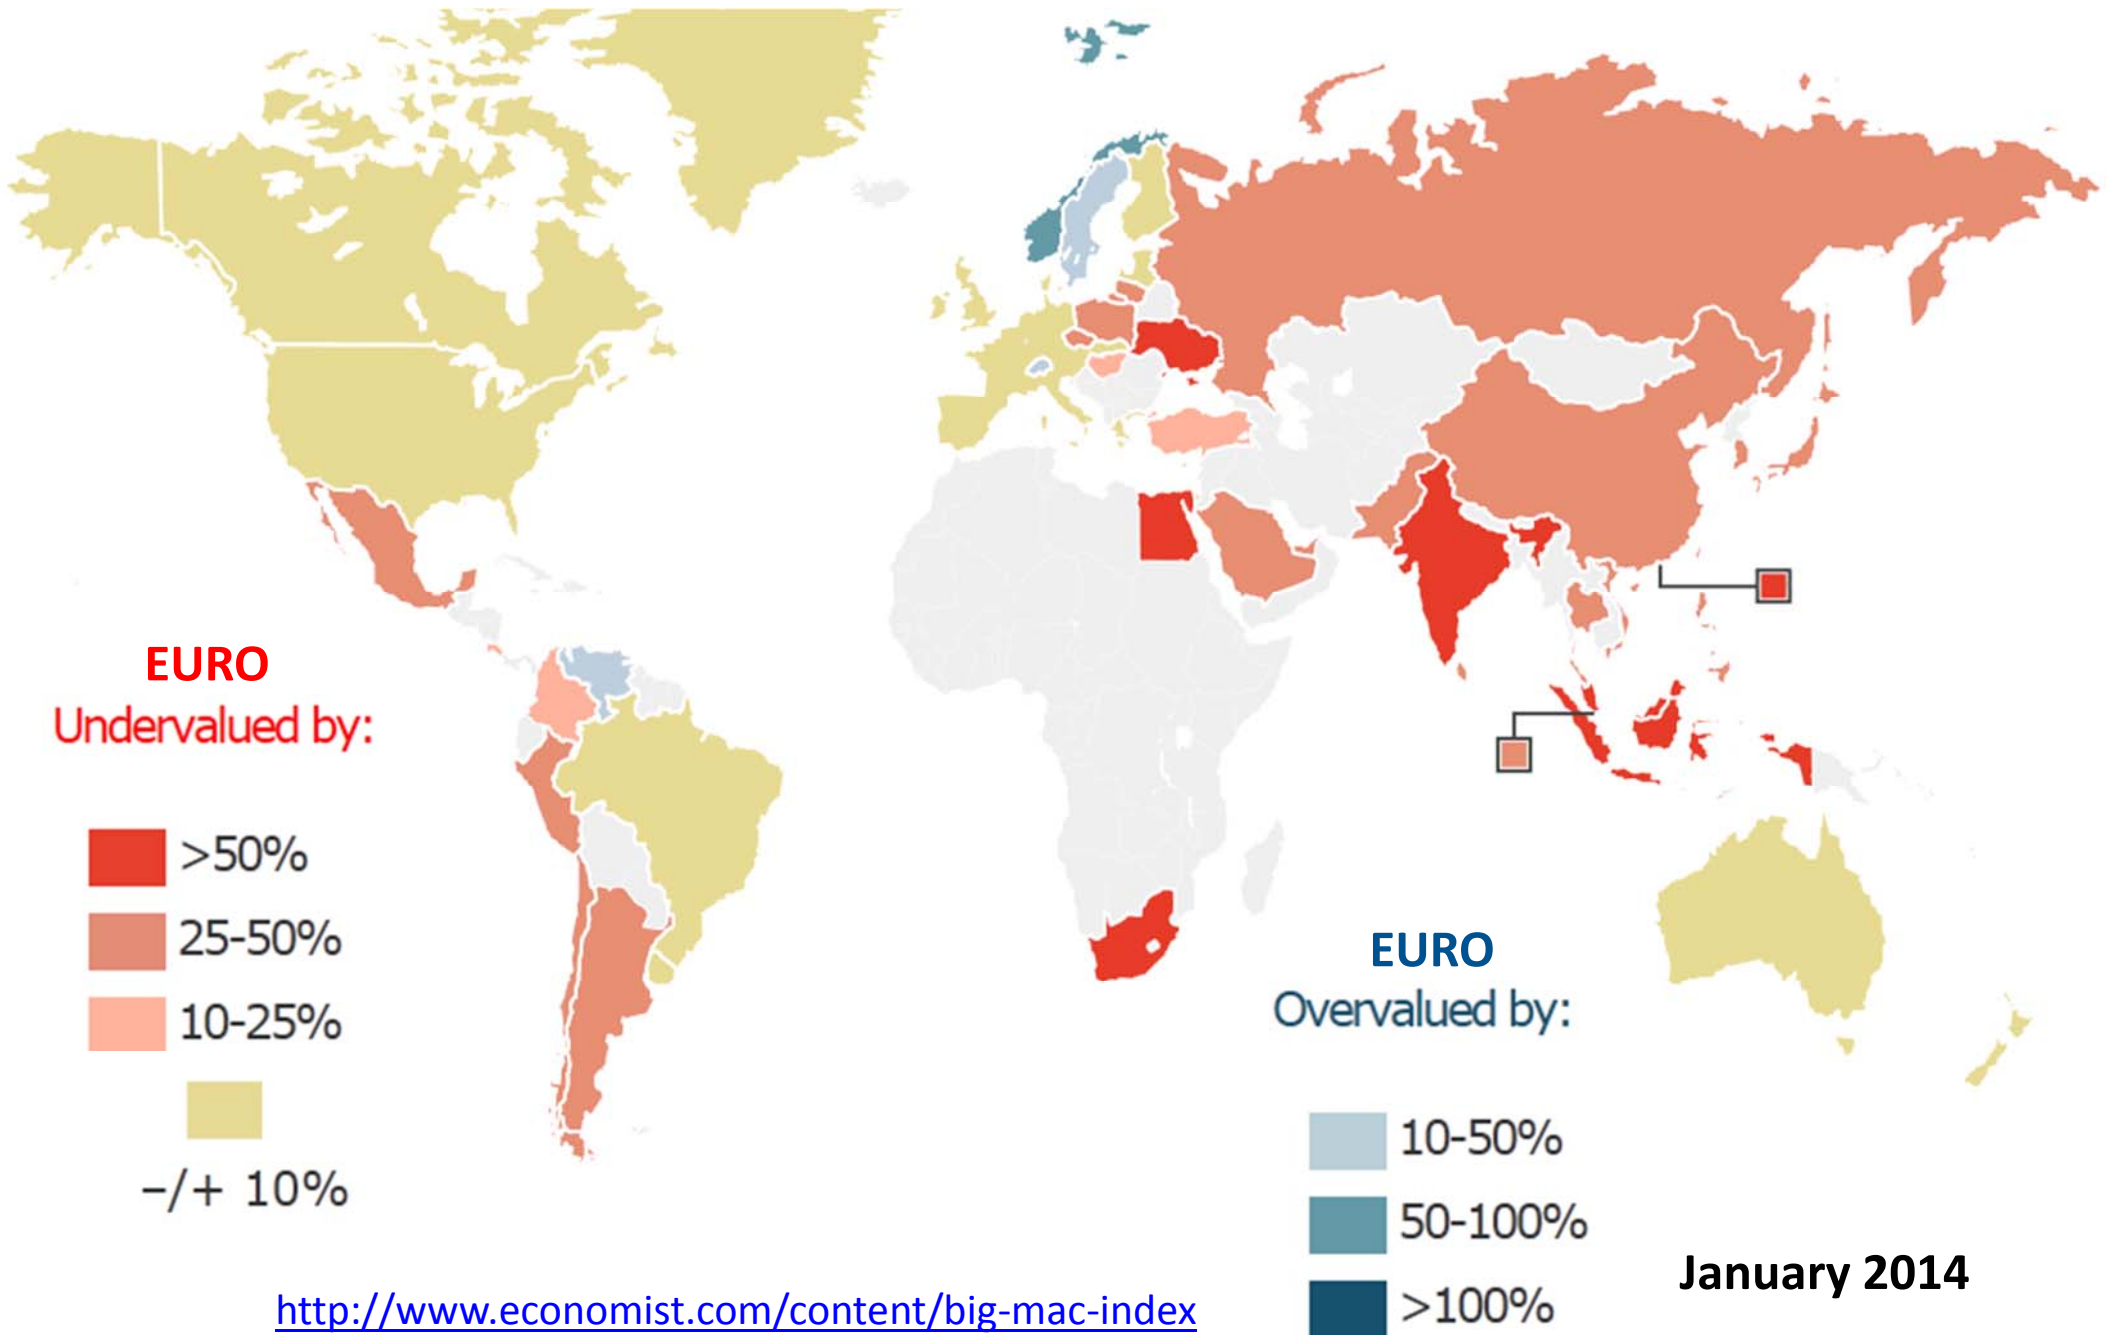 EURO
Undervalued by:
>50%
25-50%
10-25%
−/+ 10%
EURO
Overvalued by:
10-50%
50-100%
>100%
January 2014
http://www.economist.com/content/big-mac-index